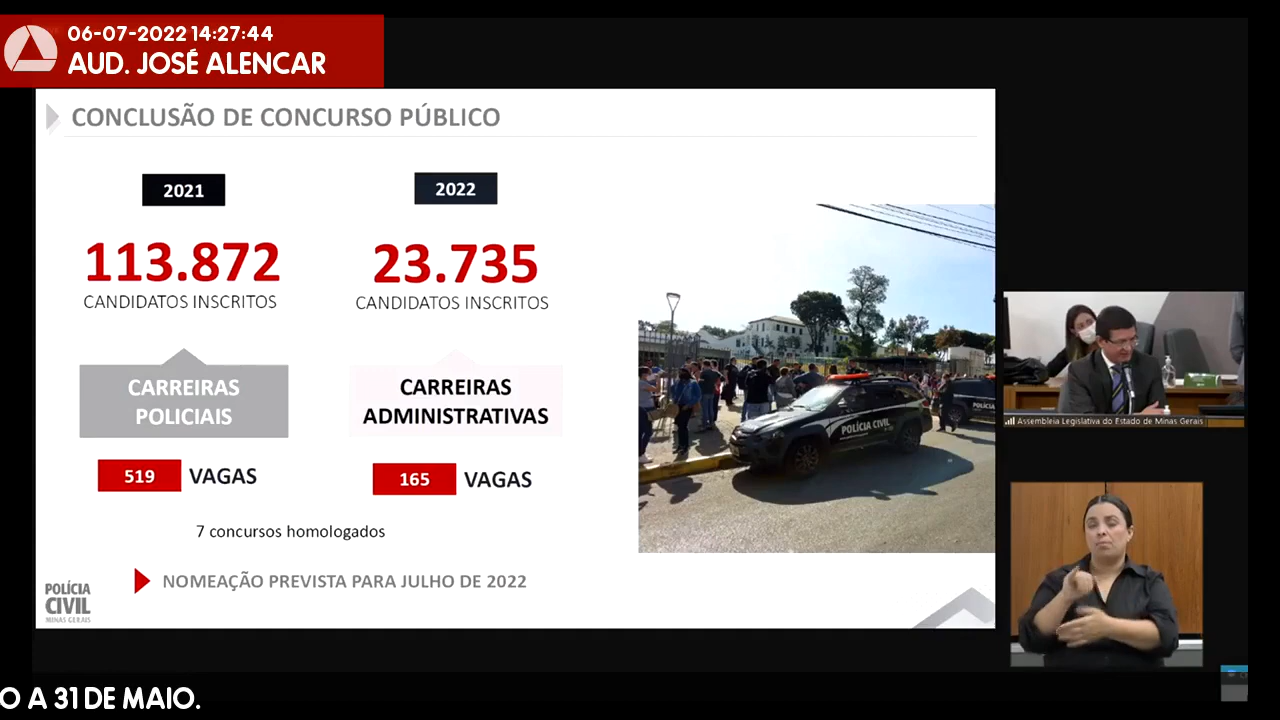 06-07-2022 14:27:44
AUD. JOSÉ ALENCAR
CONCLUSÃO DE CONCURSO PÚBLICO
2021
113.872
CANDIDATOS INSCRITOS
CARREIRAS
POLICIAIS
519 VAGAS
2022
23.735
CANDIDATOS INSCRITOS
CARREIRAS
ADMINISTRATIVAS
165 VAGAS
7 concursos homologados
NOMEAÇÃO PREVISTA PARA JULHO DE 2022
POLÍCIA
CIVIL
MINAS GERAIS
POLÍCIA CIVIL
POLÍCIA
Assembleia Legislativa do Estado de Minas Gerais
O A 31 DE MAIO.